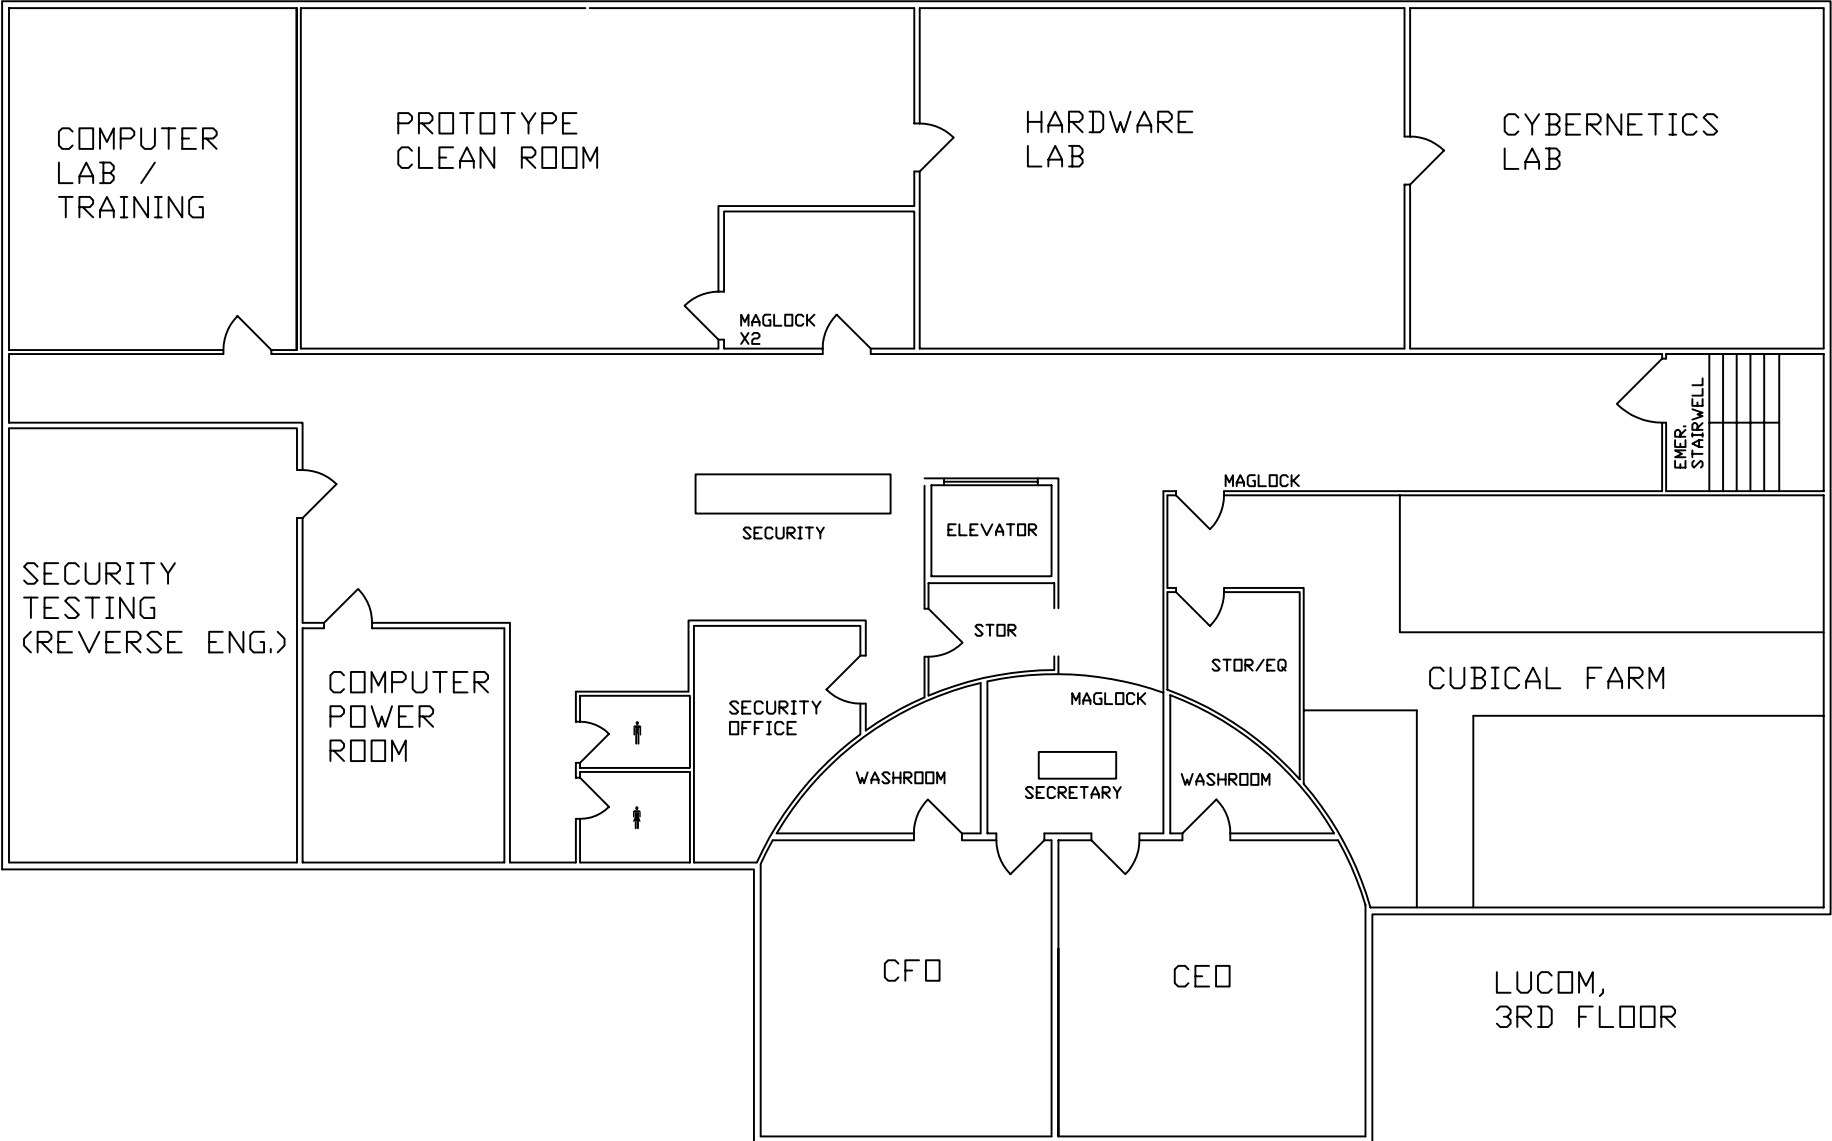 COMPUTER
LAB /
TRAINING
PROTOTYPE
CLEAN ROOM
HARDWARE
LAB
CYBERNETICS
LAB
MAGLOCK
X2
EMER.
STAIRWELL
MAGLOCK
SECURITY
ELEVATOR
SECURITY
TESTING
(REVERSE ENG.)
STOR
STOR/EQ
CUBICAL FARM
COMPUTER
POWER
ROOM
SECURITY
OFFICE
MAGLOCK
WASHROOM
SECRETARY
WASHROOM
CFO
CEO
LUCOM,
3RD FLOOR